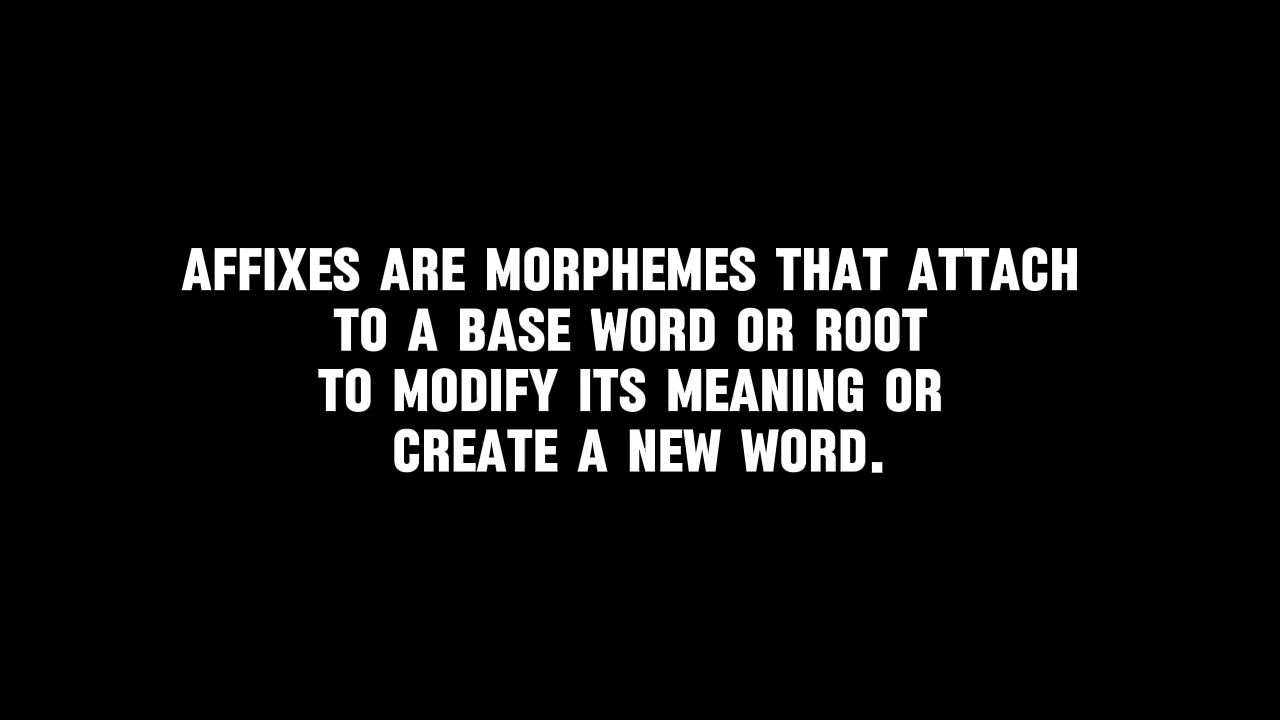 AFFIXES ARE MORPHEMES THAT ATTACH
TO A BASE WORD OR ROOT
TO MODIFY ITS MEANING OR
CREATE A NEW WORD.